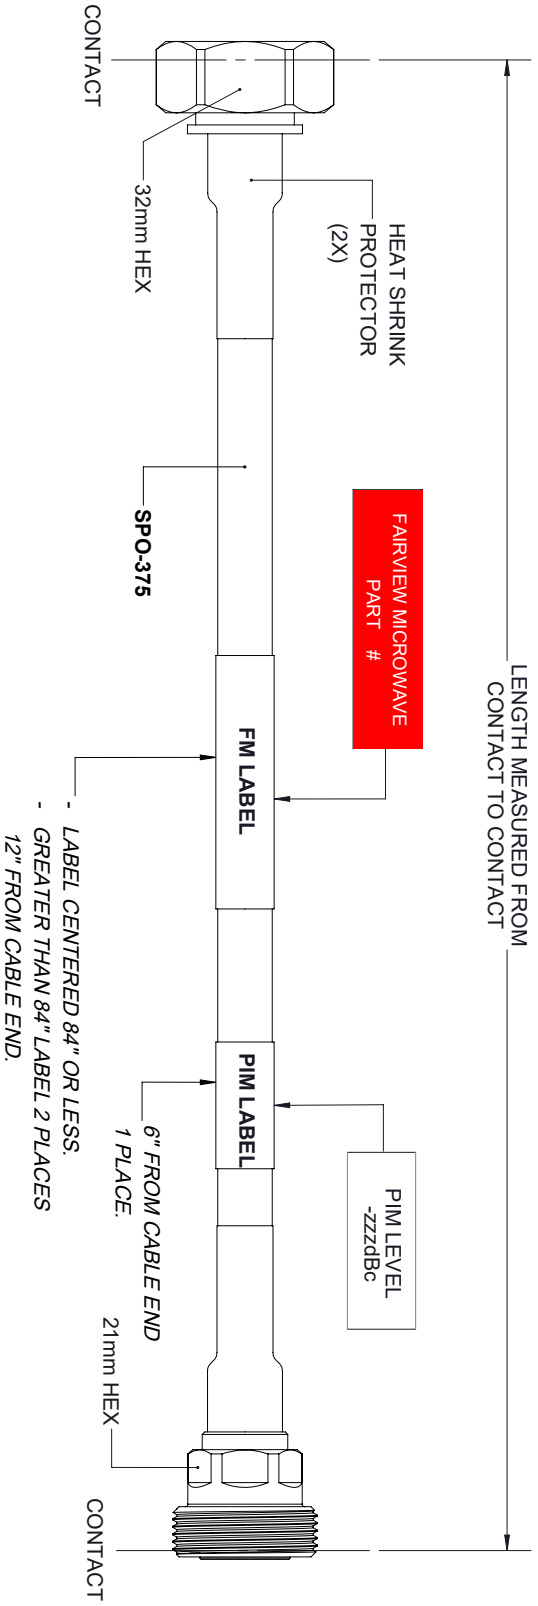 LENGTH MEASURED FROM
CONTACT TO CONTACT
HEAT SHRINK
PROTECTOR
(2X)
FAIRVIEW MICROWAVE
PART #
PIM LEVEL
-zzzdBc
FM LABEL
PIM LABEL
CONTACT
32mm HEX
SPO-375
- LABEL CENTERED 84" OR LESS.
- GREATER THAN 84" LABEL 2 PLACES
12" FROM CABLE END.
6" FROM CABLE END
1 PLACE.
21mm HEX
CONTACT